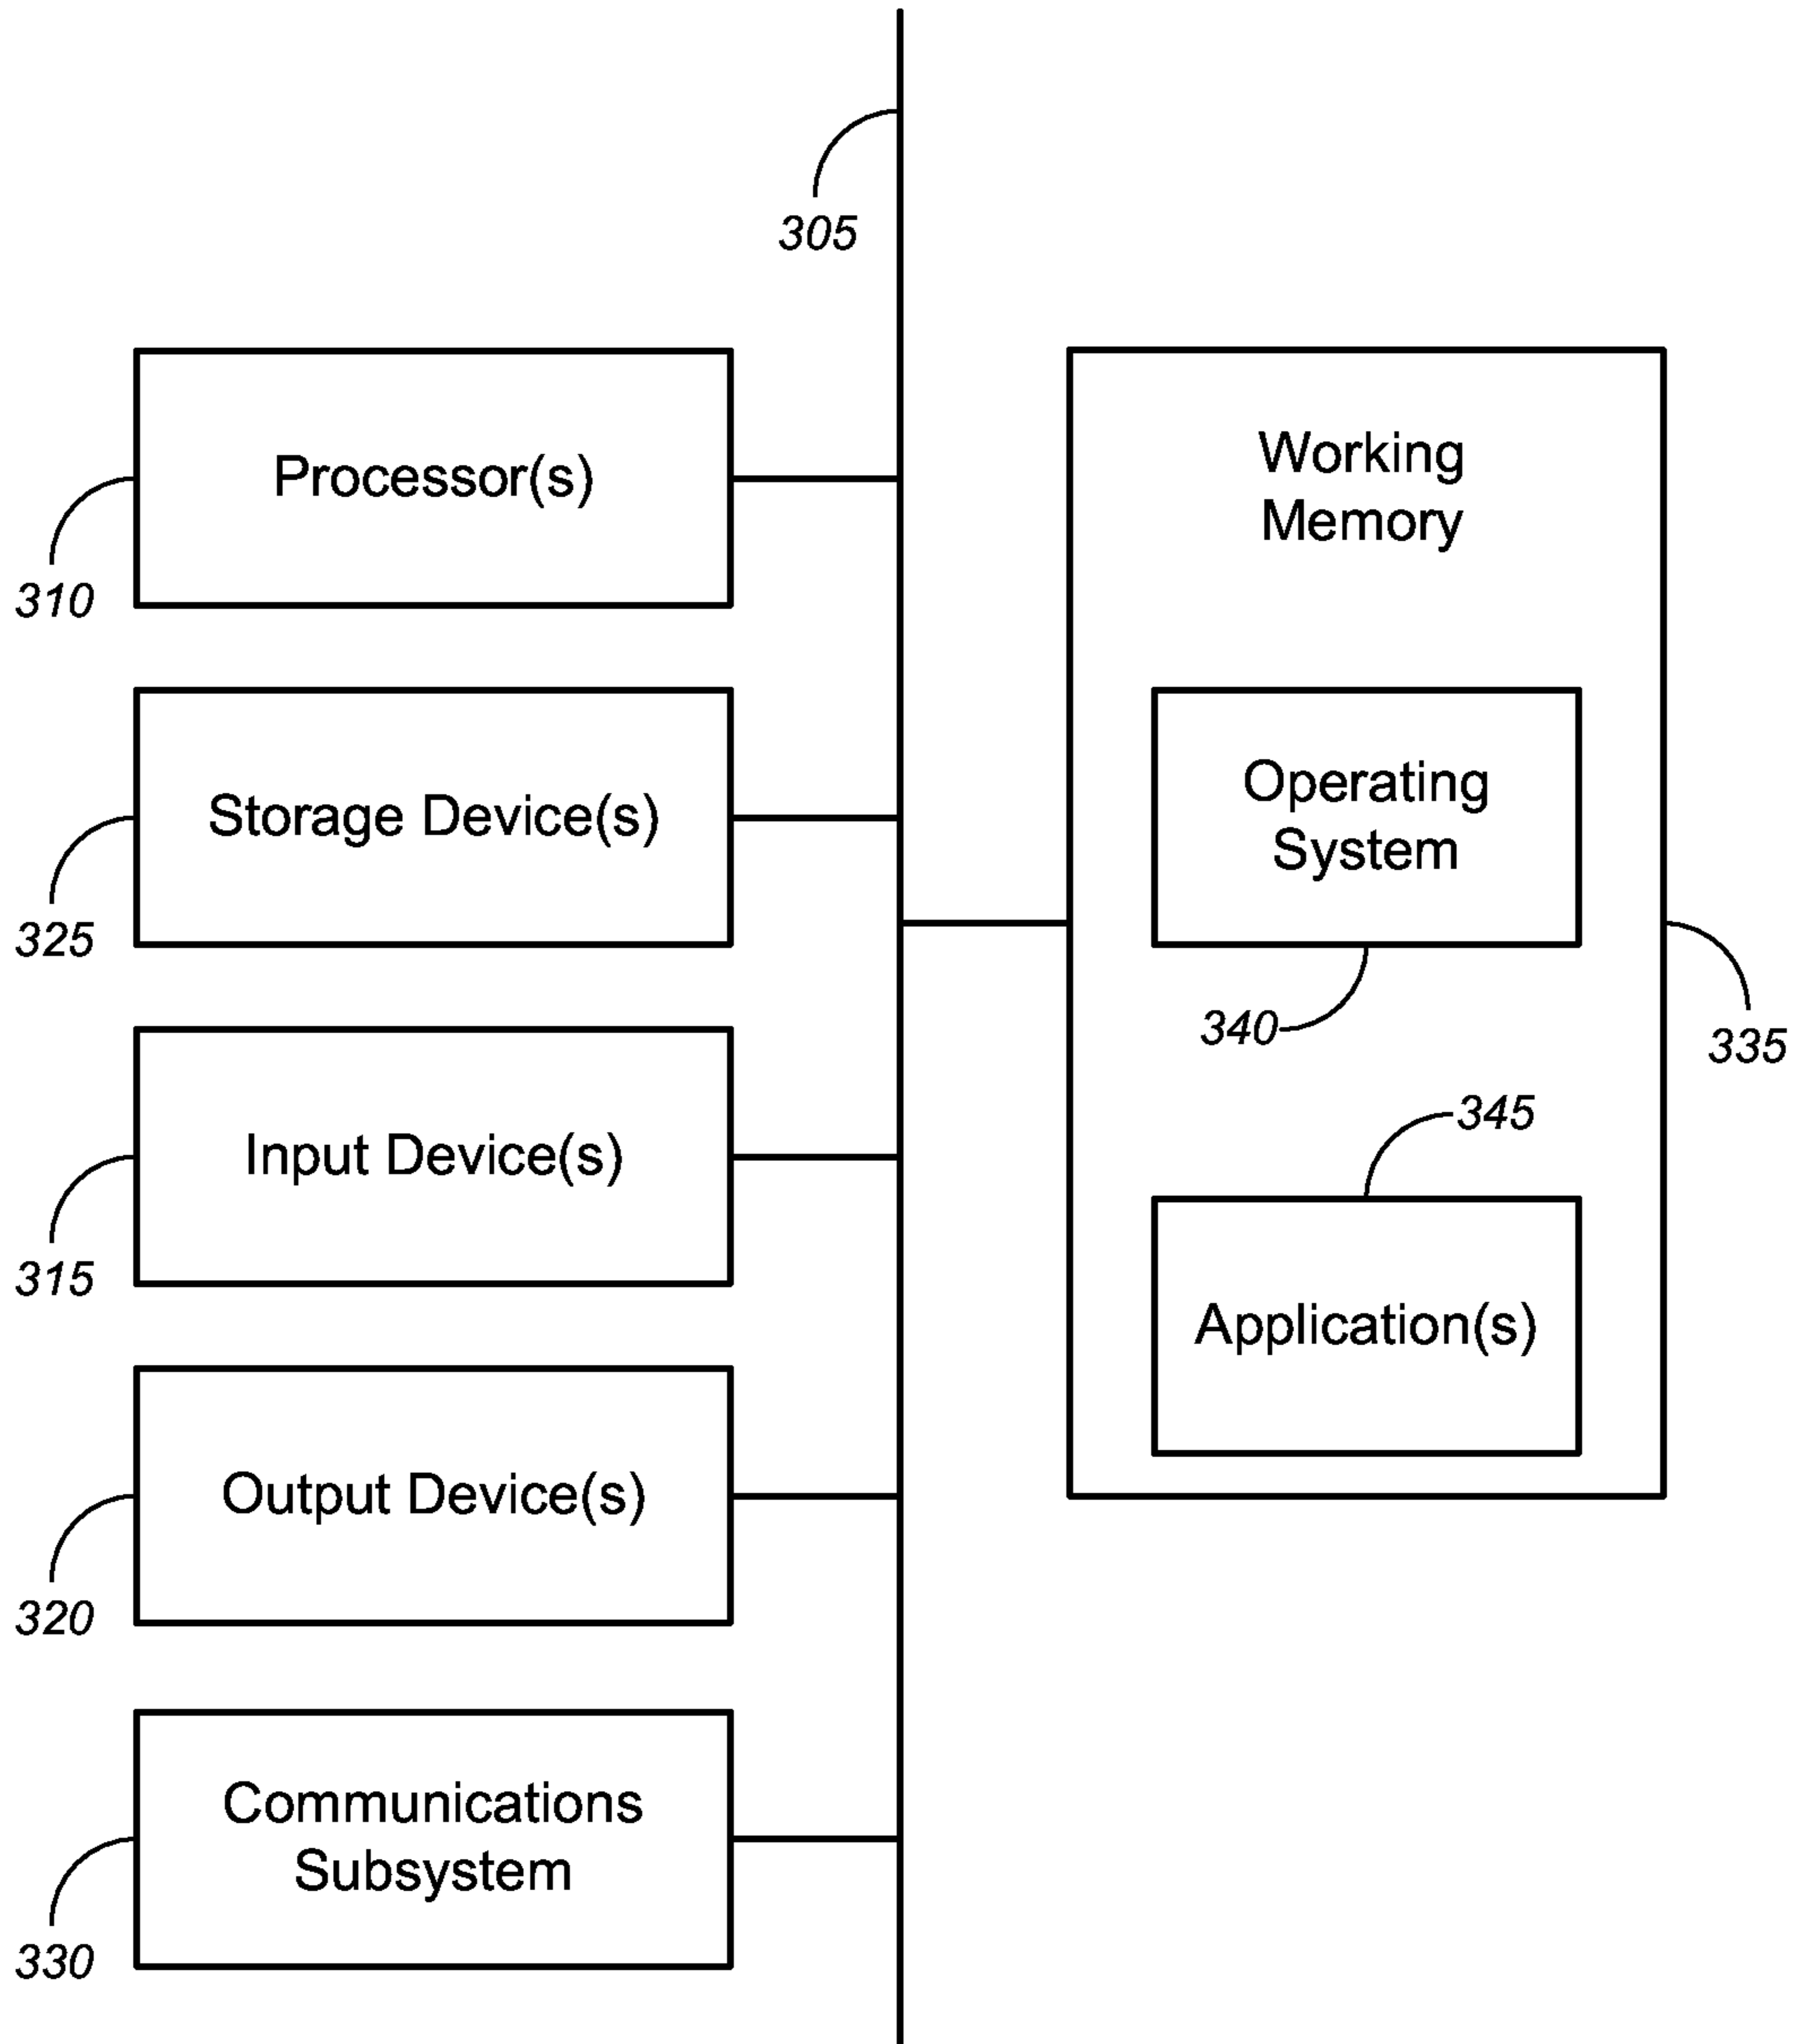 305
Processor(s)
310
Storage Device(s)
325
Input Device(s)
315
Output Device(s)
320
Communications
Subsystem
330
Working
Memory
Operating
System
340
335
345
Application(s)